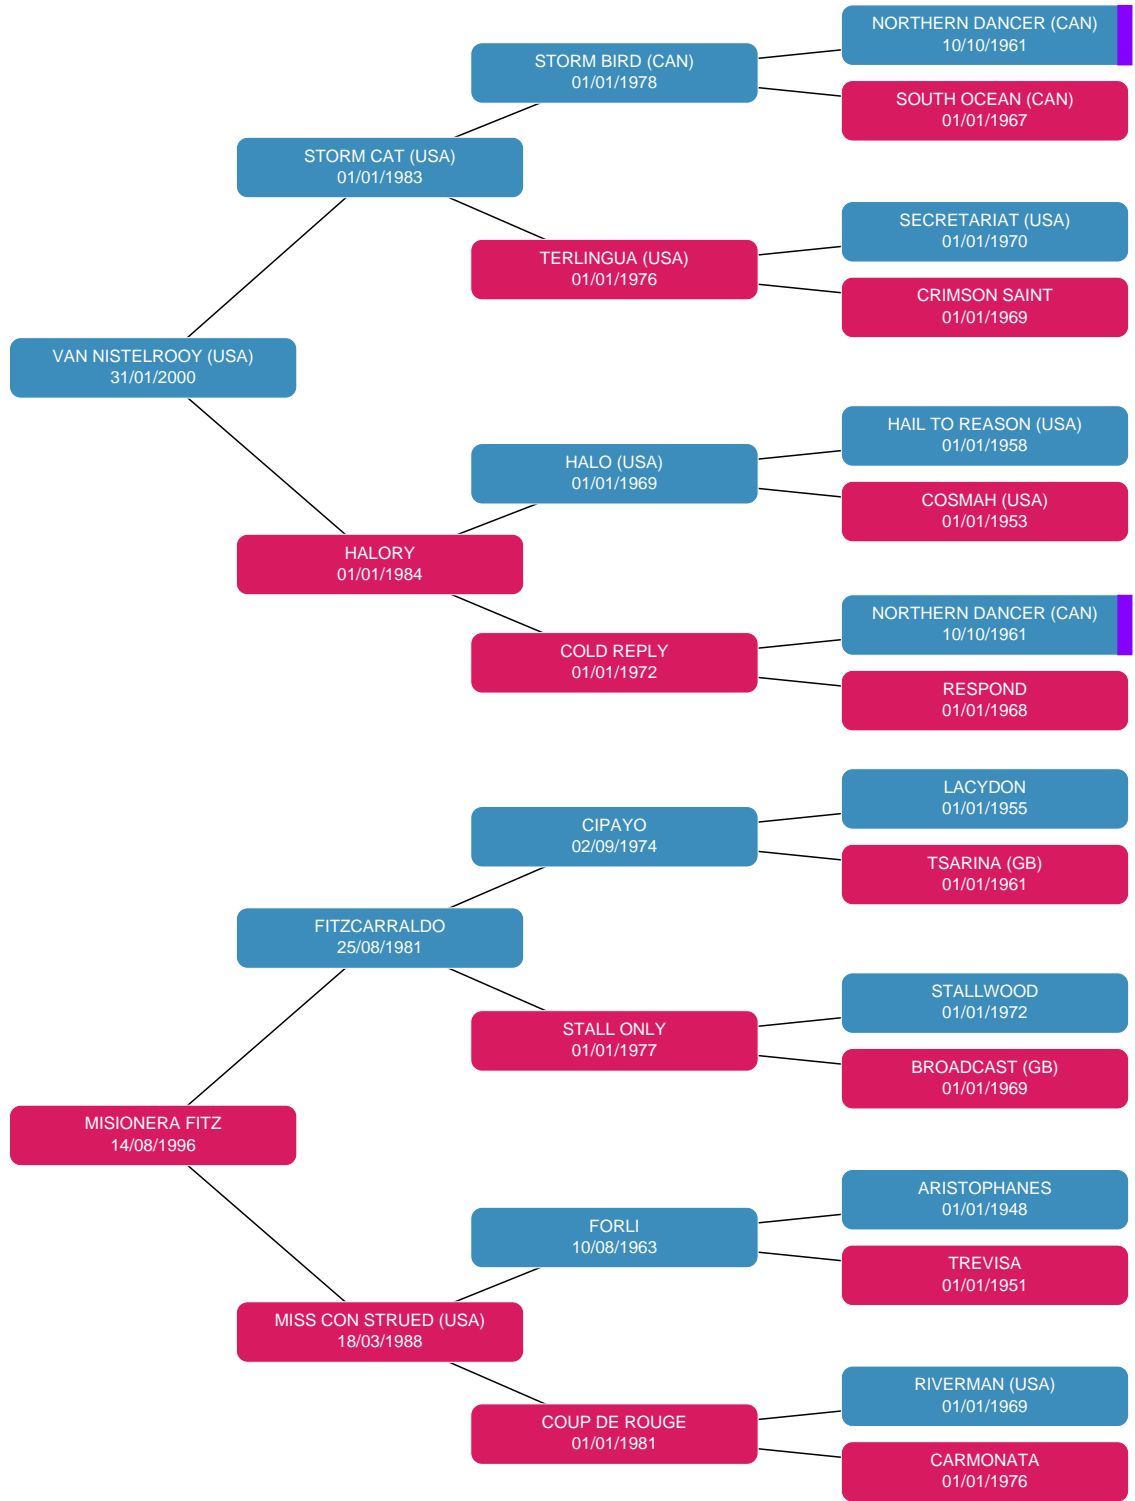 NORTHERN DANCER (CAN)
10/10/1961
STORM BIRD (CAN)
01/01/1978
SOUTH OCEAN (CAN)
01/01/1967
STORM CAT (USA)
01/01/1983
SECRETARIAT (USA)
01/01/1970
TERLINGUA (USA)
01/01/1976
CRIMSON SAINT
01/01/1969
VAN NISTELROOY (USA)
31/01/2000
HAIL TO REASON (USA)
01/01/1958
HALO (USA)
01/01/1969
COSMAH (USA)
01/01/1953
HALORY
01/01/1984
NORTHERN DANCER (CAN)
10/10/1961
COLD REPLY
01/01/1972
RESPOND
01/01/1968
LACYDON
01/01/1955
CIPAYO
02/09/1974
TSARINA (GB)
01/01/1961
FITZCARRALDO
25/08/1981
STALLWOOD
01/01/1972
STALL ONLY
01/01/1977
BROADCAST (GB)
01/01/1969
MISIONERA FITZ
14/08/1996
ARISTOPHANES
01/01/1948
FORLI
10/08/1963
TREVISA
01/01/1951
MISS CON STRUED (USA)
18/03/1988
RIVERMAN (USA)
01/01/1969
COUP DE ROUGE
01/01/1981
CARMONATA
01/01/1976